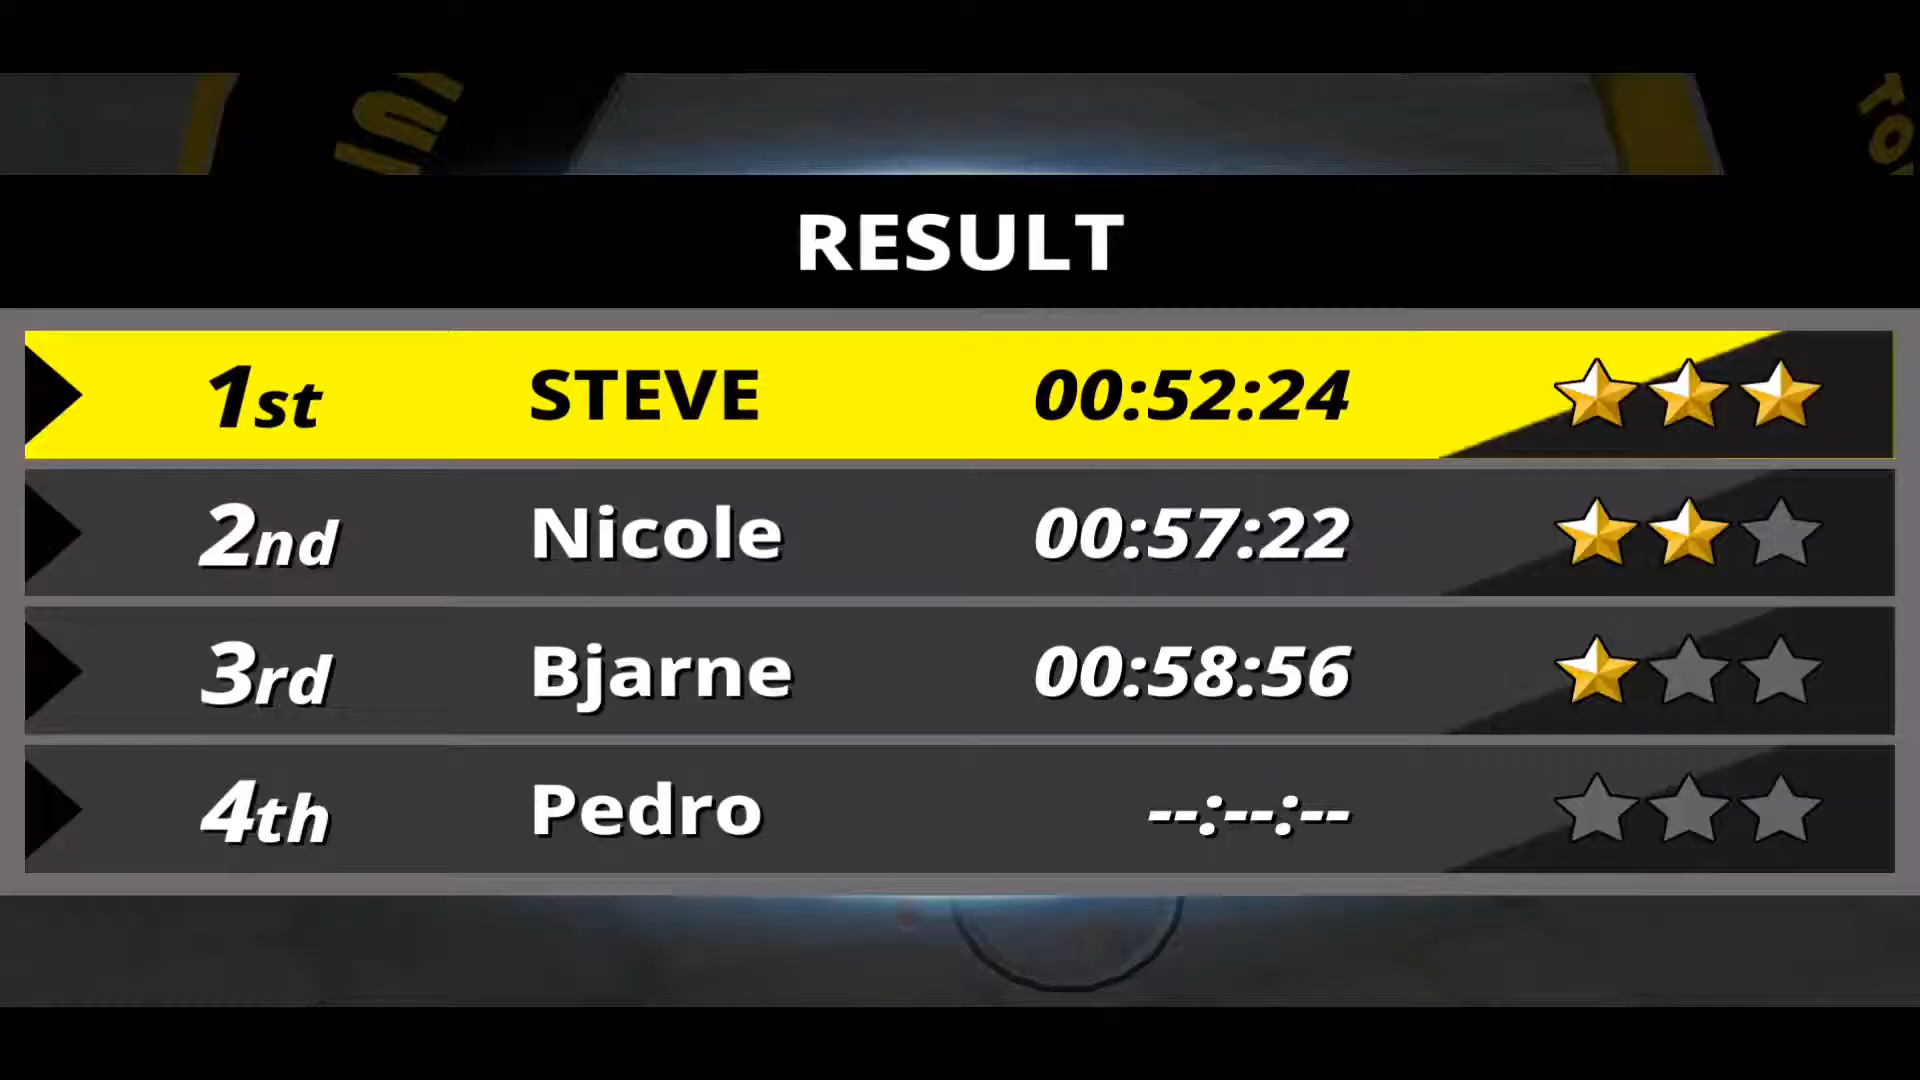 RESULT
1st STEVE 00:52:24
2nd Nicole 00:57:22
3rd Bjarne 00:58:56
4th Pedro --:--:--